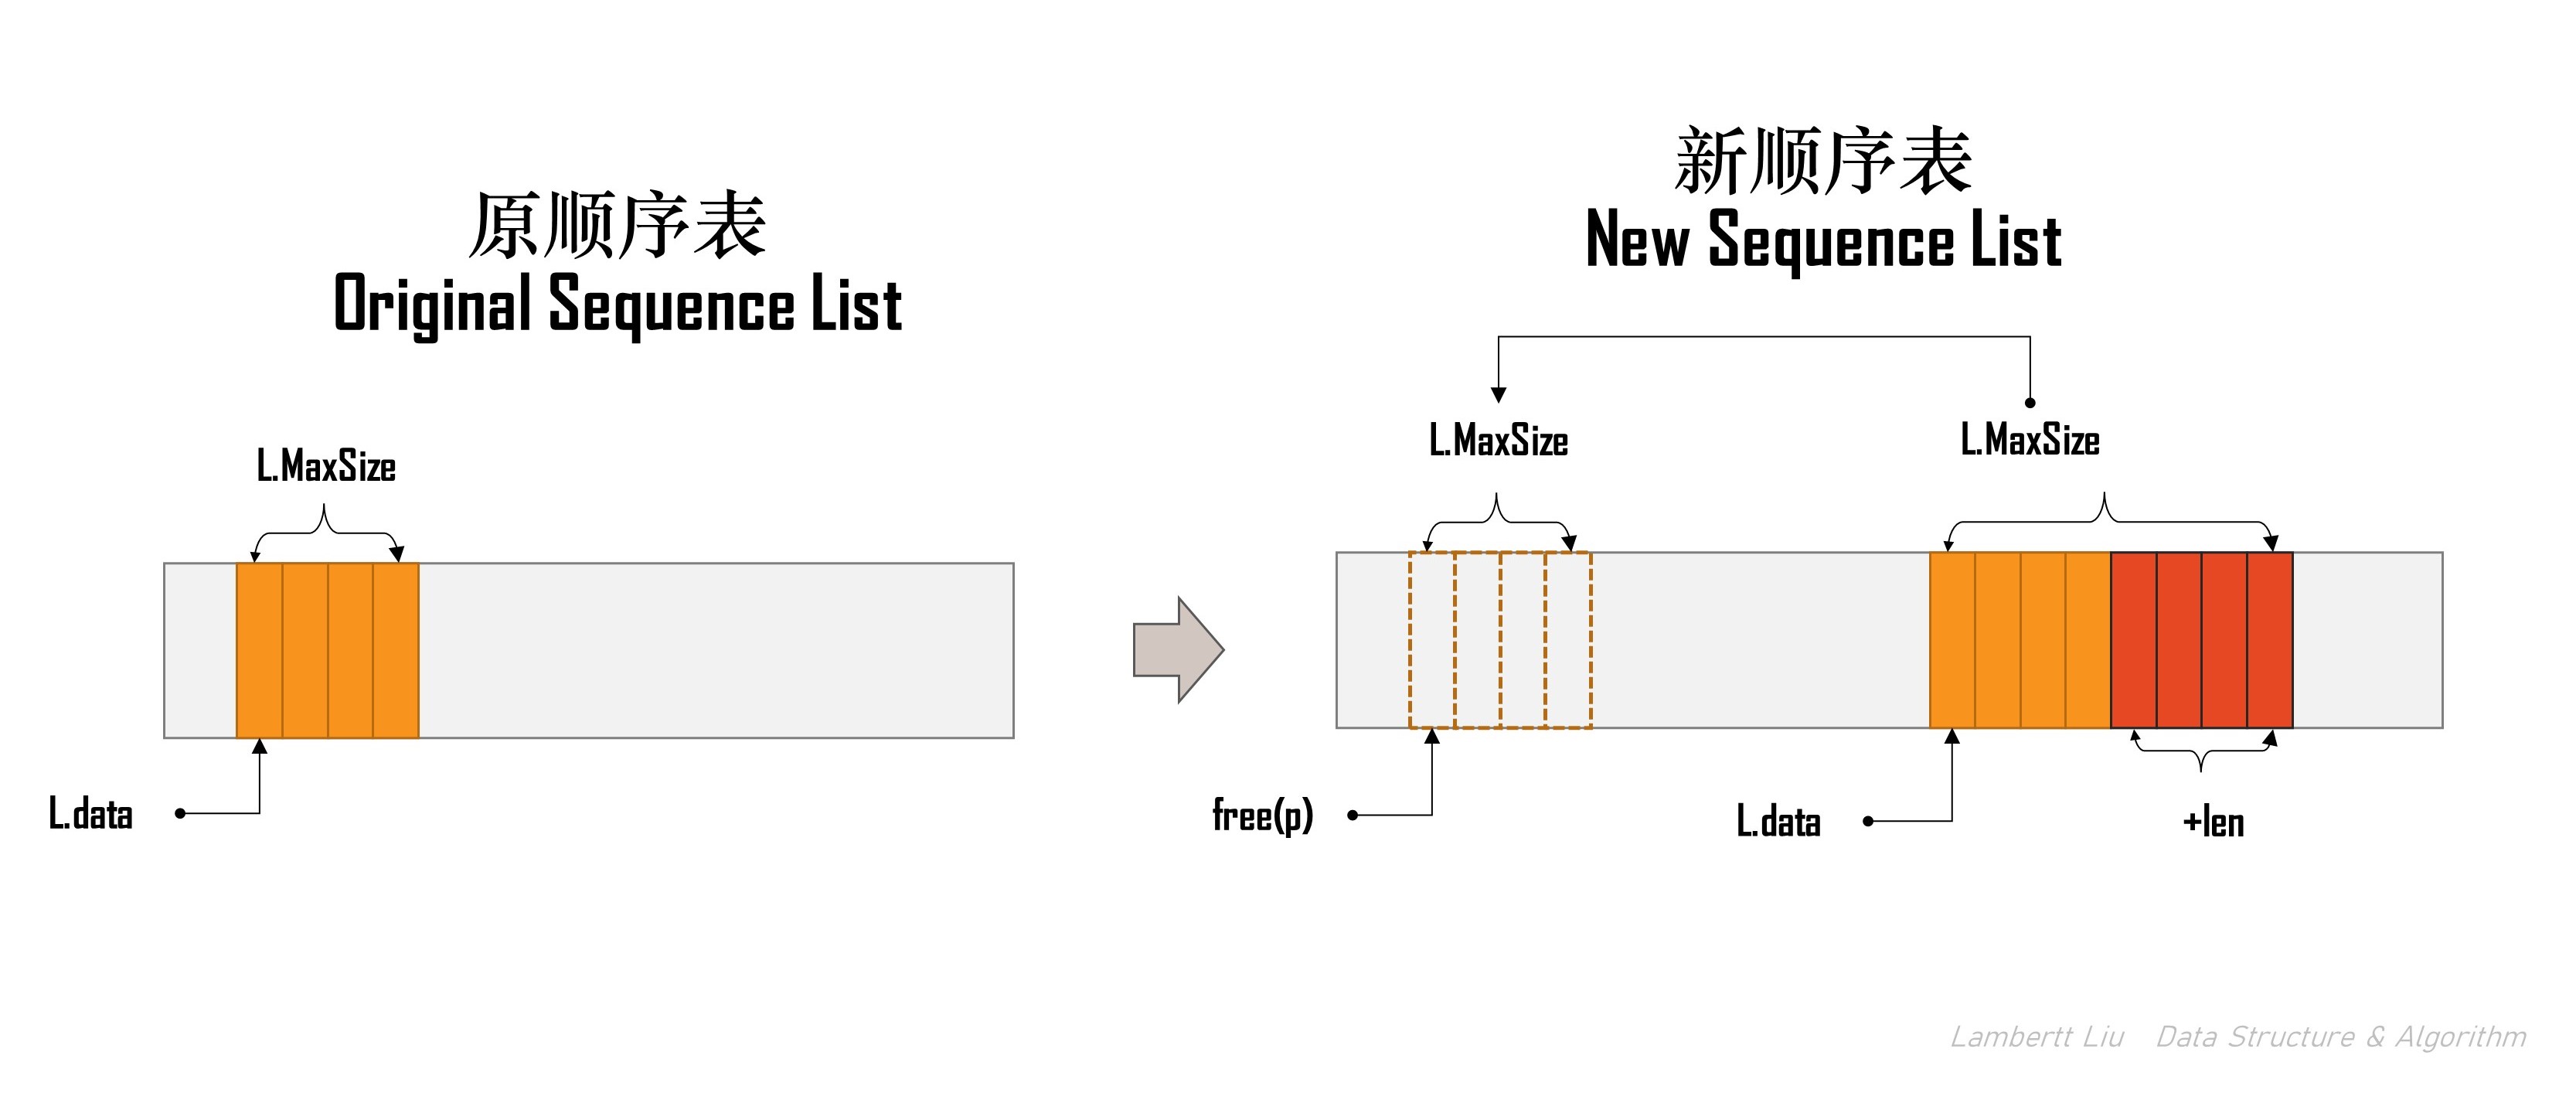 原顺序表
Original Sequence List
L.MaxSize
L.data
新顺序表
New Sequence List
L.MaxSize
L.MaxSize
free(p)
L.data
+len
Lambertt Liu Data Structure & Algorithm